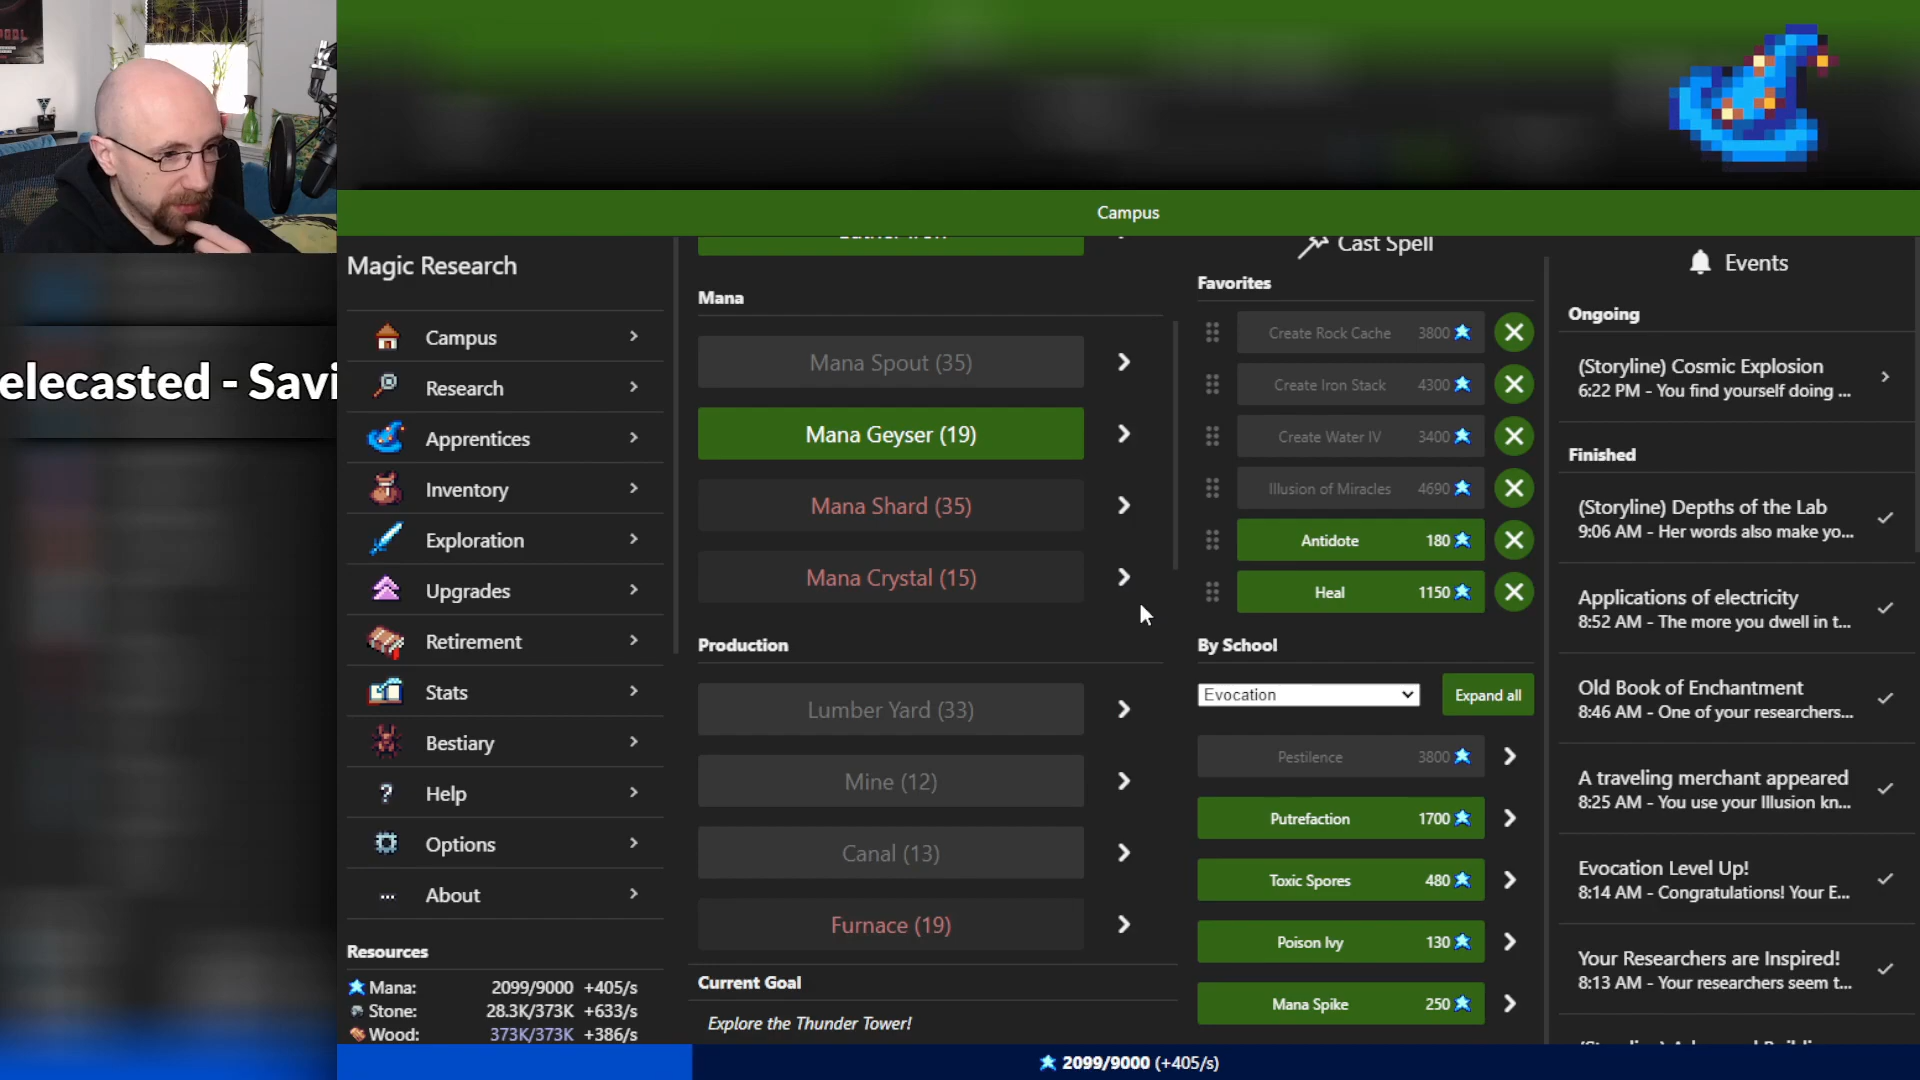 Campus
elecasted - Savi
Magic Research
Campus
Research
Apprentices
Inventory
Exploration
Upgrades
Retirement
Stats
Bestiary
Help
Options
About
Resources
Mana: 2099/9000 +405/s
Stone: 28.3K/373K +633/s
Wood: 373K/373K +386/s
Mana
Mana Spout (35)
Mana Geyser (19)
Mana Shard (35)
Mana Crystal (15)
Production
Lumber Yard (33)
Mine (12)
Canal (13)
Furnace (19)
Current Goal
Explore the Thunder Tower!
Cast Spell
Favorites
Create Rock Cache 3800
Create Iron Stack 4300
Create Water IV 3400
Illusion of Miracles 4690
Antidote 180
Heal 1150
By School
Evocation
Expand all
Pestilence 3800
Putrefaction 1700
Toxic Spores 480
Poison Ivy 130
Mana Spike 250
Events
Ongoing
(Storyline) Cosmic Explosion
6:22 PM - You find yourself doing ...
Finished
(Storyline) Depths of the Lab
9:06 AM - Her words also make yo...
Applications of electricity
8:52 AM - The more you dwell in t...
Old Book of Enchantment
8:46 AM - One of your researchers...
A traveling merchant appeared
8:25 AM - You use your Illusion kn...
Evocation Level Up!
8:14 AM - Congratulations! Your E...
Your Researchers are Inspired!
8:13 AM - Your researchers seem t...
2099/9000 (+405/s)